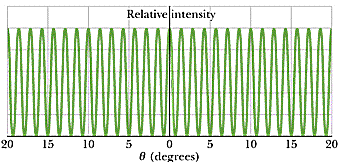 Relative intensity
20 15 10 5 0 5 10 15 20
θ (degrees)